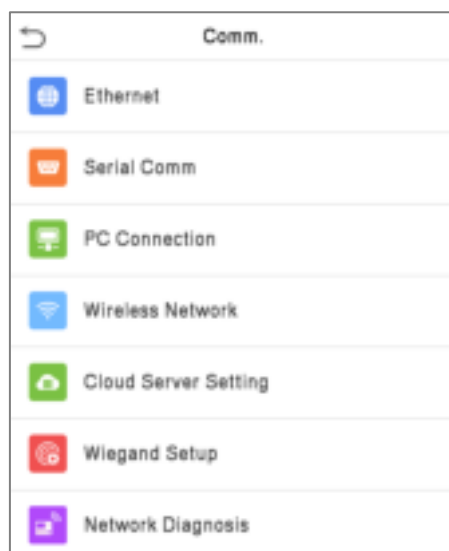 Comm.
Ethernet
Serial Comm
PC Connection
Wireless Network
Cloud Server Setting
Wiegand Setup
Network Diagnosis